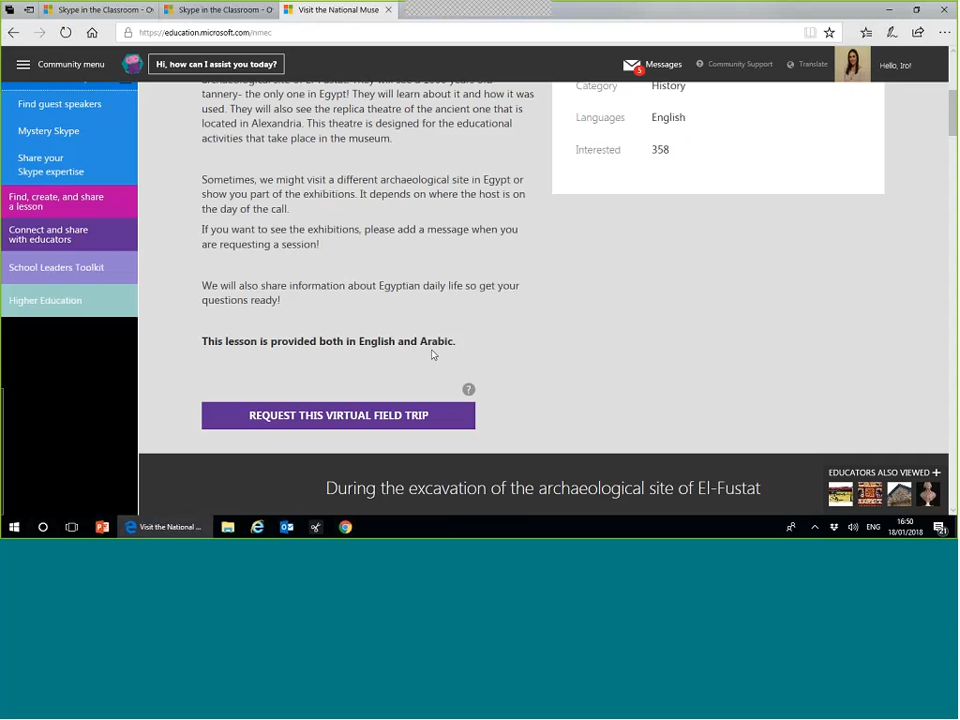 Skype in the Classroom - O
Skype in the Classroom - O
Visit the National Muse
https://education.microsoft.com/nmec
Community menu
Hi, how can I assist you today?
Messages
5
Community Support
Translate
Hello, Iro!
Find guest speakers
Mystery Skype
Share your
Skype expertise
Find, create, and share
a lesson
Connect and share
with educators
School Leaders Toolkit
Higher Education
tannery- the only one in Egypt! They will learn about it and how it was
used. They will also see the replica theatre of the ancient one that is
located in Alexandria. This theatre is designed for the educational
activities that take place in the museum.
Sometimes, we might visit a different archaeological site in Egypt or
show you part of the exhibitions. It depends on where the host is on
the day of the call.
If you want to see the exhibitions, please add a message when you
are requesting a session!
We will also share information about Egyptian daily life so get your
questions ready!
This lesson is provided both in English and Arabic.
?
REQUEST THIS VIRTUAL FIELD TRIP
Category History
Languages English
Interested 358
During the excavation of the archaeological site of El-Fustat
EDUCATORS ALSO VIEWED +
Visit the National ...
ENG
16:50
18/01/2018
21